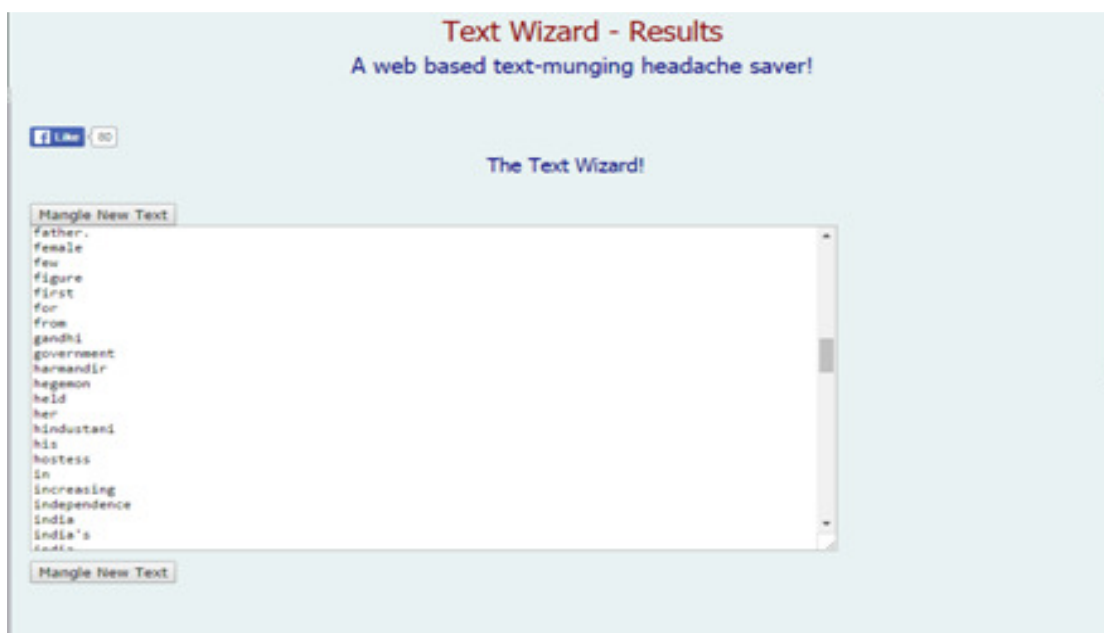 Text Wizard - Results
A web based text-munging headache saver!
Like 80
The Text Wizard!
Mangle New Text
father.
female
few
figure
first
for
from
gandhi
government
harmandir
hegemon
held
her
hindustani
his
hostess
in
increasing
independence
india
india's
Mangle New Text